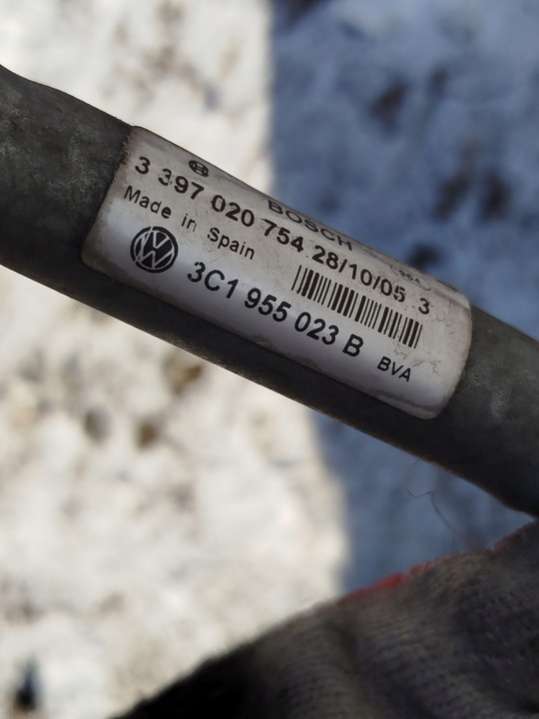 BOSCH
3 397 020 754 28/10/05 3
Made in Spain
3C1 955 023 B BVA